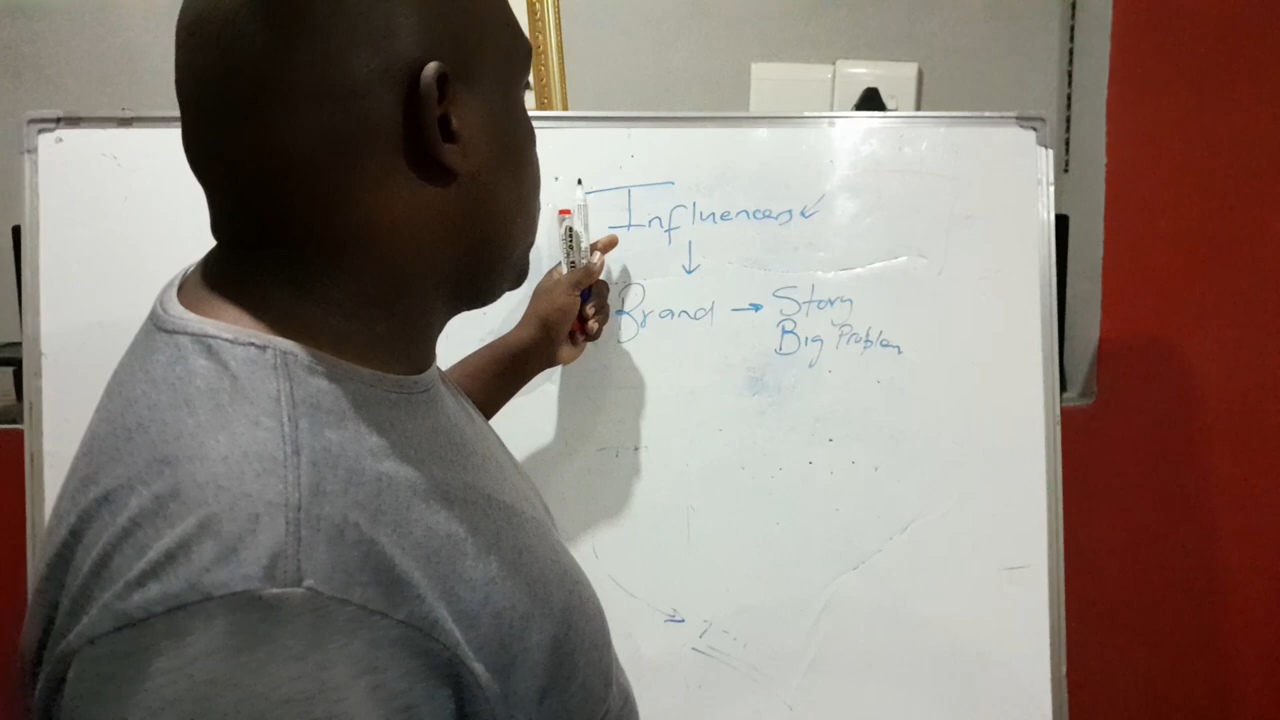 Influencers
Brand → Story
Big Problem